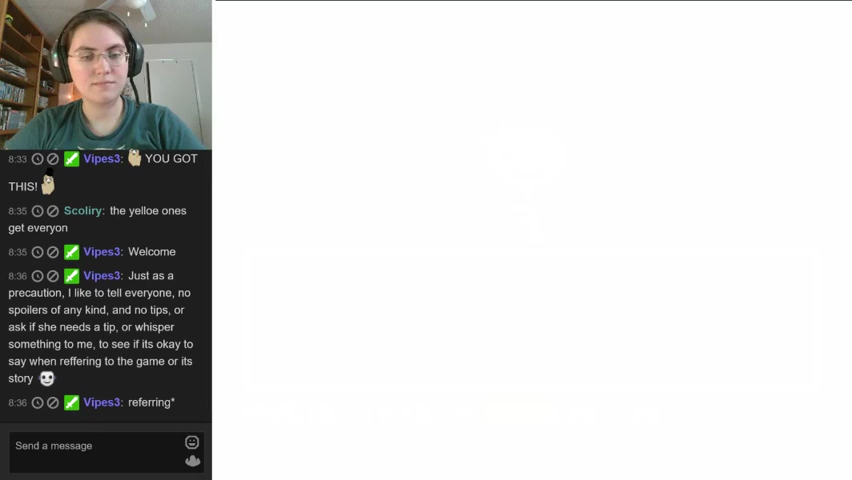 8:33 Vipes3: YOU GOT
THIS!
8:35 Scoliry: the yelloe ones
get everyon
8:35 Vipes3: Welcome
8:36 Vipes3: Just as a
precaution, I like to tell everyone, no
spoilers of any kind, and no tips, or
ask if she needs a tip, or whisper
something to me, to see if its okay to
say when reffering to the game or its
story
8:36 Vipes3: referring*
Send a message